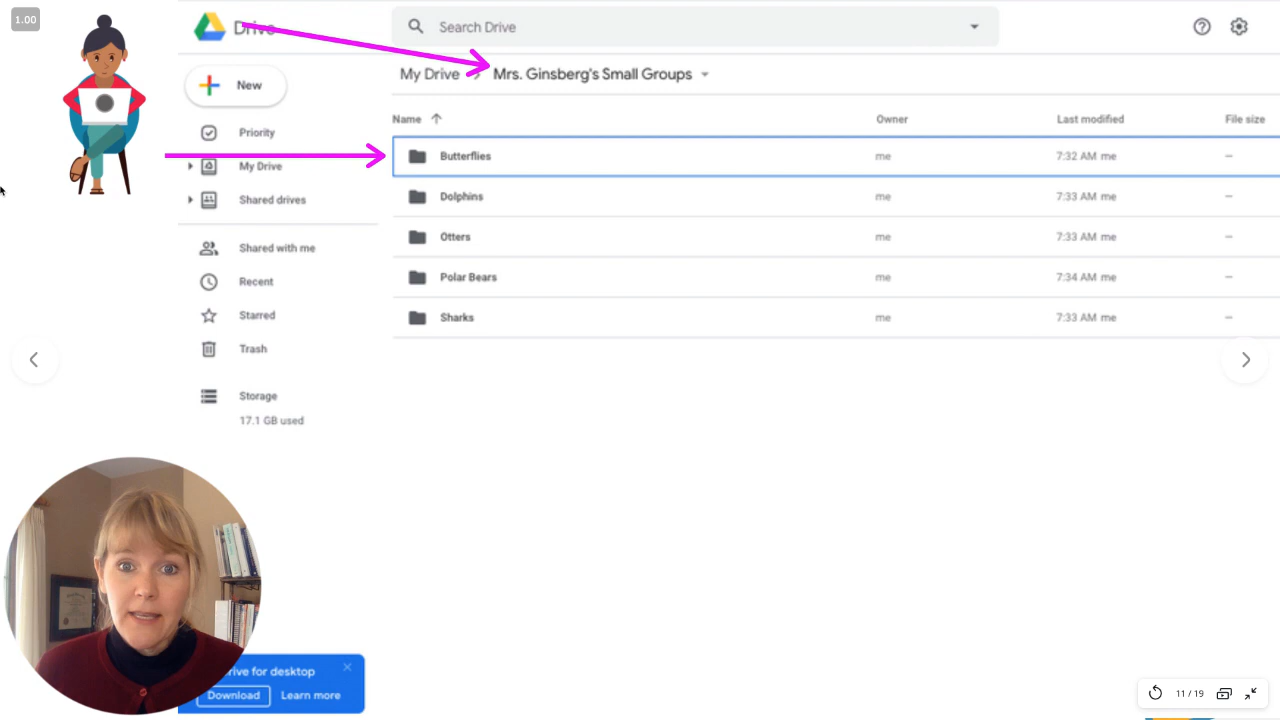 1.00
Drive
Search Drive
New
My Drive
Mrs. Ginsberg's Small Groups
Priority
My Drive
Shared drives
Shared with me
Recent
Starred
Trash
Storage
17.1 GB used
Name Owner Last modified File size
Butterflies me 7:32 AM me –
Dolphins me 7:33 AM me –
Otters me 7:33 AM me –
Polar Bears me 7:34 AM me –
Sharks me 7:33 AM me –
rive for desktop
Download Learn more
11 / 19